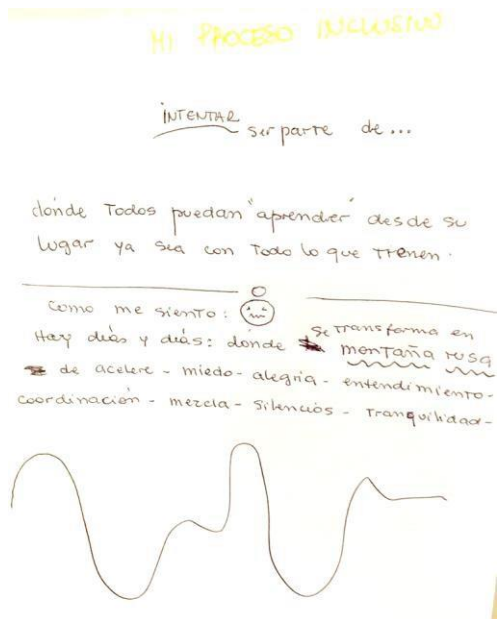 MI PROCESO INCLUSIVO
INTENTAR ser parte de...
dónde Todos puedan "aprender" desde su
lugar ya sea con Todo lo que Tienen.
Como me siento:
Hay días y días: dónde se Transforma en
montaña rusa
de acelere - miedo - alegría - entendimiento -
coordinación - mezcla - silencios - Tranquilidad -